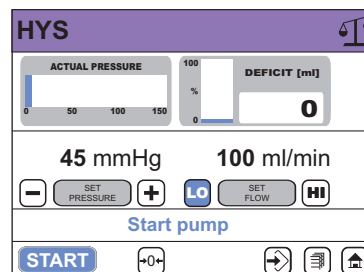 HYS
ACTUAL PRESSURE
0 50 100 150
100
%
0
DEFICIT [ml]
0
45 mmHg 100 ml/min
− SET PRESSURE + LO SET FLOW HI
Start pump
START →0←